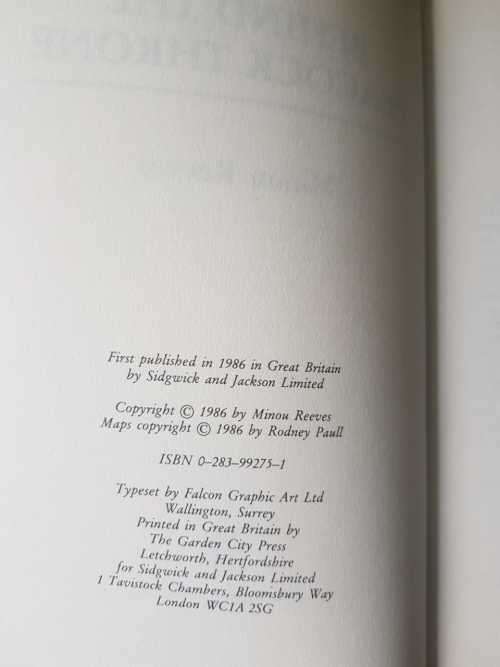 First published in 1986 in Great Britain
by Sidgwick and Jackson Limited
Copyright © 1986 by Minou Reeves
Maps copyright © 1986 by Rodney Paull
ISBN 0–283–99275–1
Typeset by Falcon Graphic Art Ltd
Wallington, Surrey
Printed in Great Britain by
The Garden City Press
Letchworth, Hertfordshire
for Sidgwick and Jackson Limited
1 Tavistock Chambers, Bloomsbury Way
London WC1A 2SG